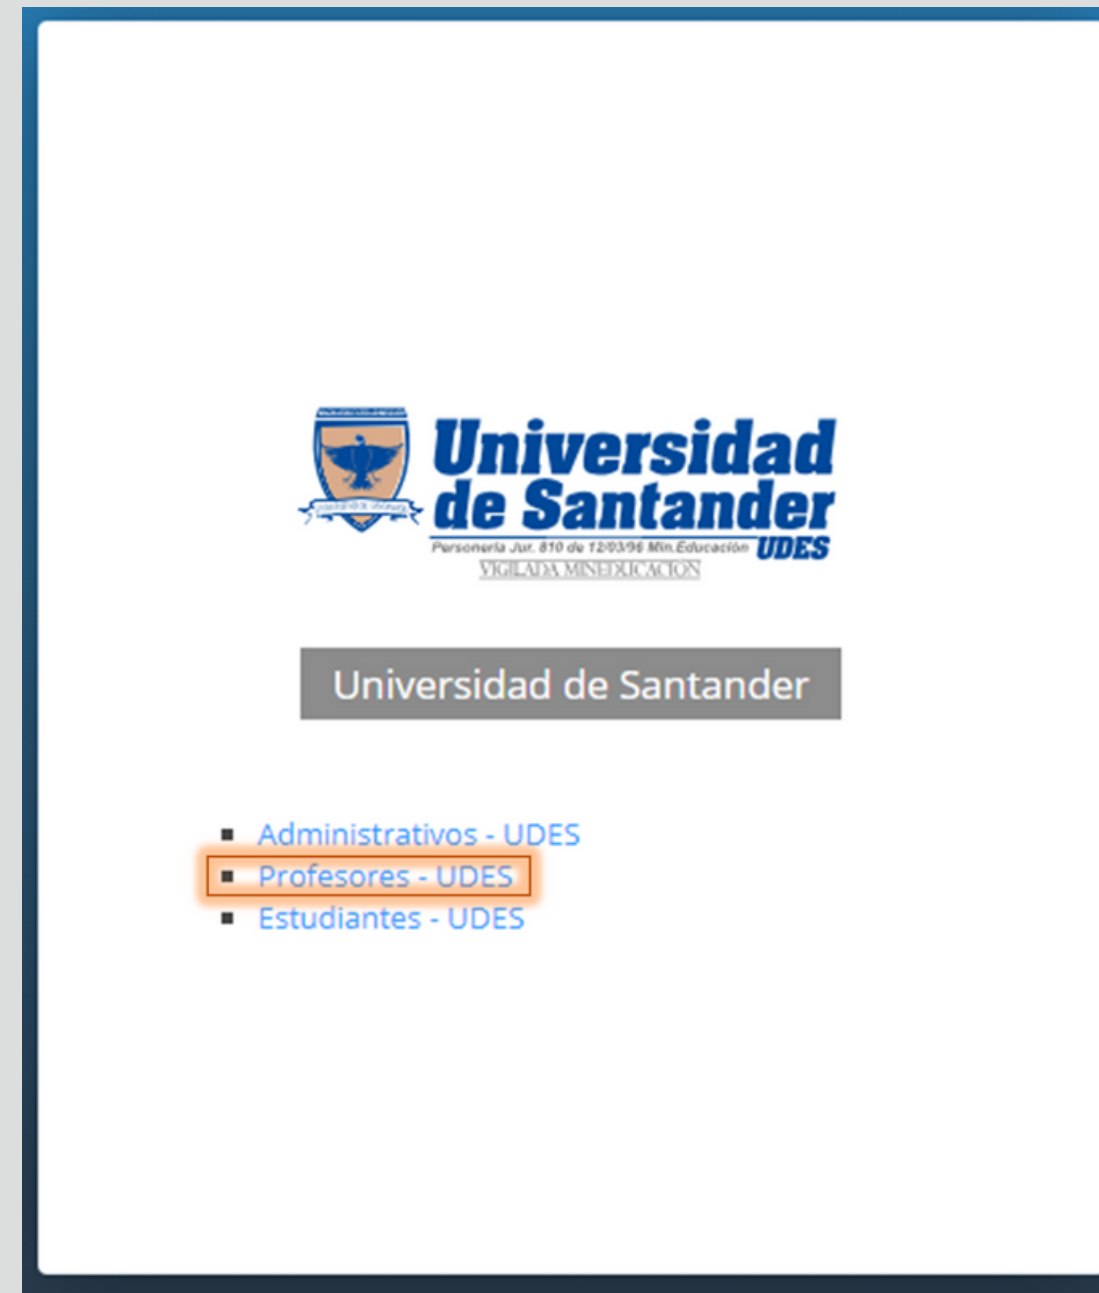 Universidad
de Santander
Personería Jur. 810 de 12/03/96 Min.Educación UDES
VIGILADA MINEDUCACIÓN
Universidad de Santander
Administrativos - UDES
Profesores - UDES
Estudiantes - UDES